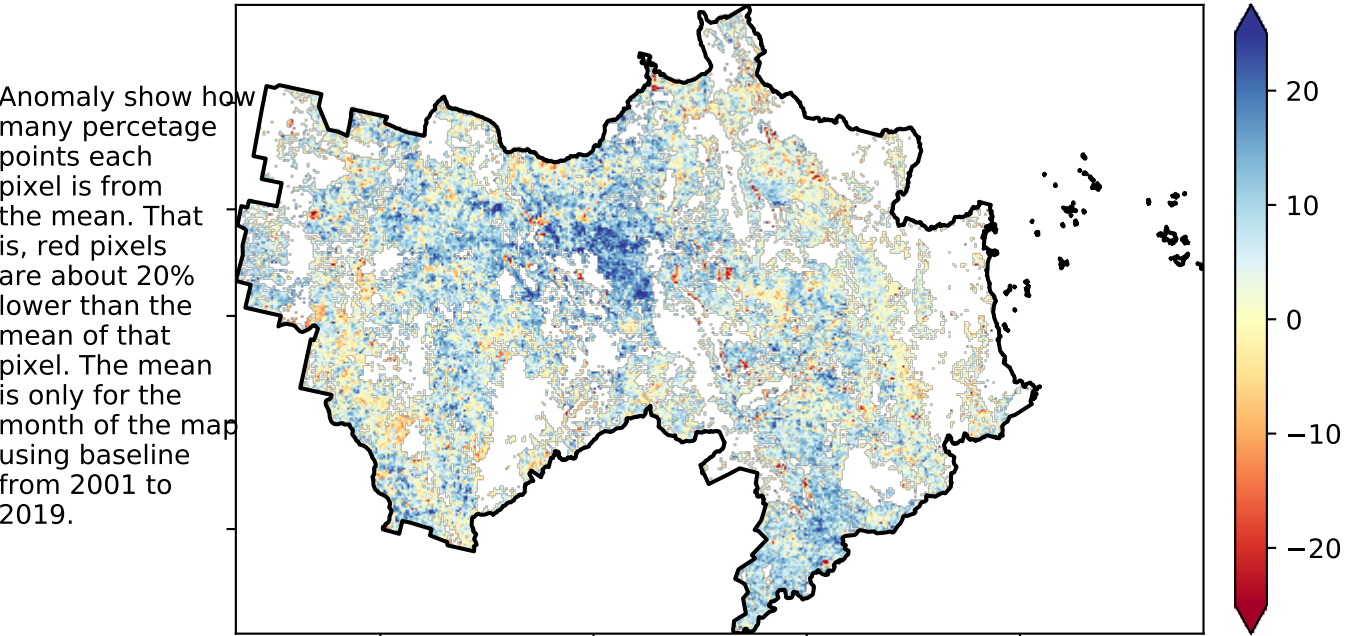 Anomaly show how
many percetage
points each
pixel is from
the mean. That
is, red pixels
are about 20%
lower than the
mean of that
pixel. The mean
is only for the
month of the map
using baseline
from 2001 to
2019.
20
10
0
−10
−20